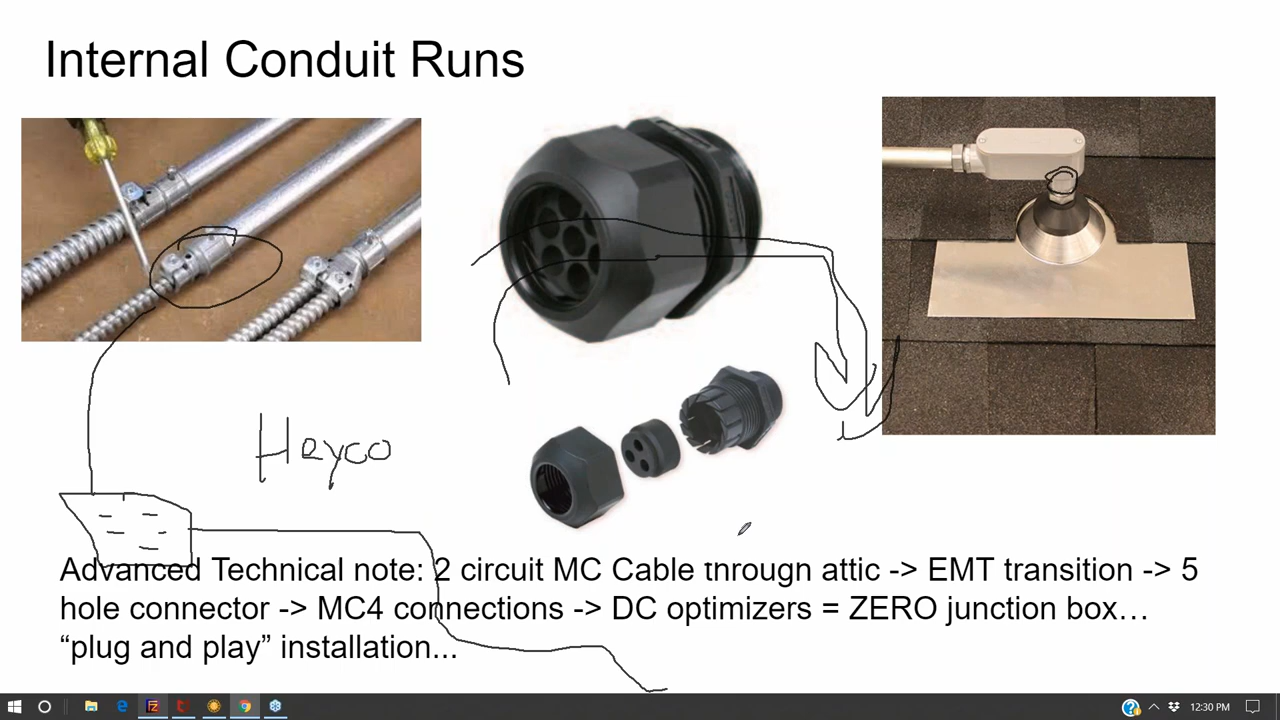 Internal Conduit Runs
Heyco
Advanced Technical note: 2 circuit MC Cable through attic -> EMT transition -> 5
hole connector -> MC4 connections -> DC optimizers = ZERO junction box…
“plug and play” installation...
12:30 PM